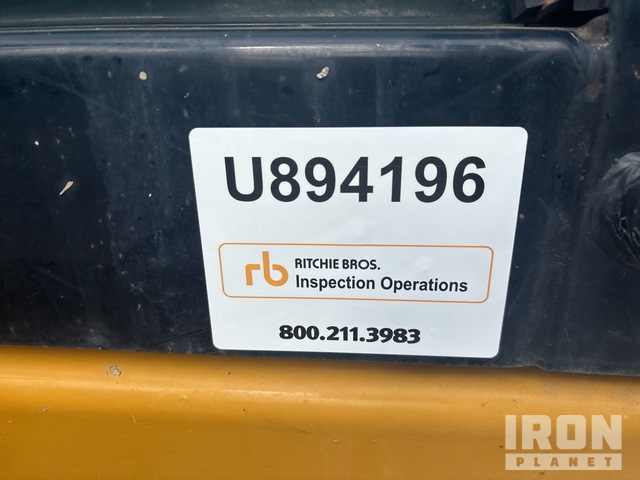 U894196
rb RITCHIE BROS.
Inspection Operations
800.211.3983
IRON
PLANET